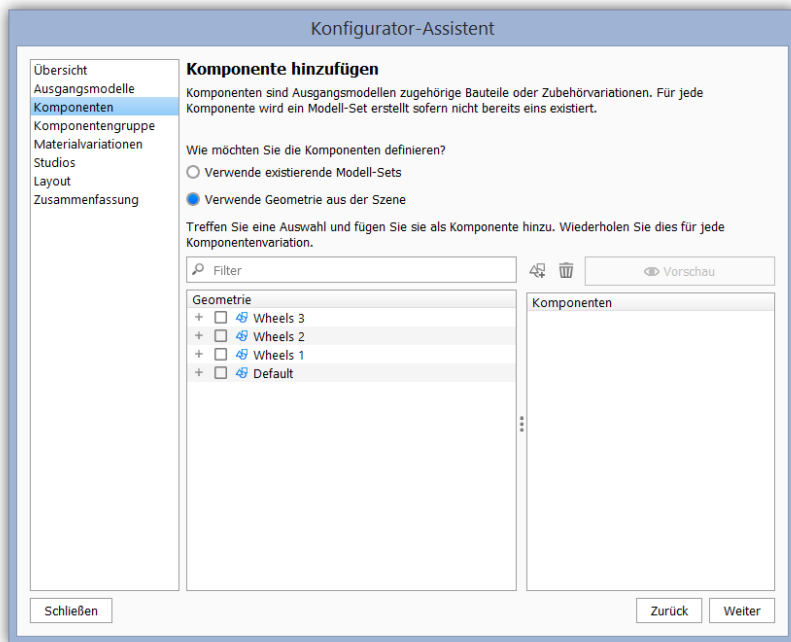 Konfigurator-Assistent
Übersicht
Ausgangsmodelle
Komponenten
Komponentengruppe
Materialvariationen
Studios
Layout
Zusammenfassung
Komponente hinzufügen
Komponenten sind Ausgangsmodellen zugehörige Bauteile oder Zubehörvariationen. Für jede
Komponente wird ein Modell-Set erstellt sofern nicht bereits eins existiert.
Wie möchten Sie die Komponenten definieren?
Verwende existierende Modell-Sets
Verwende Geometrie aus der Szene
Treffen Sie eine Auswahl und fügen Sie sie als Komponente hinzu. Wiederholen Sie dies für jede
Komponentenvariation.
Filter
Vorschau
Geometrie
Wheels 3
Wheels 2
Wheels 1
Default
Komponenten
Schließen
Zurück
Weiter